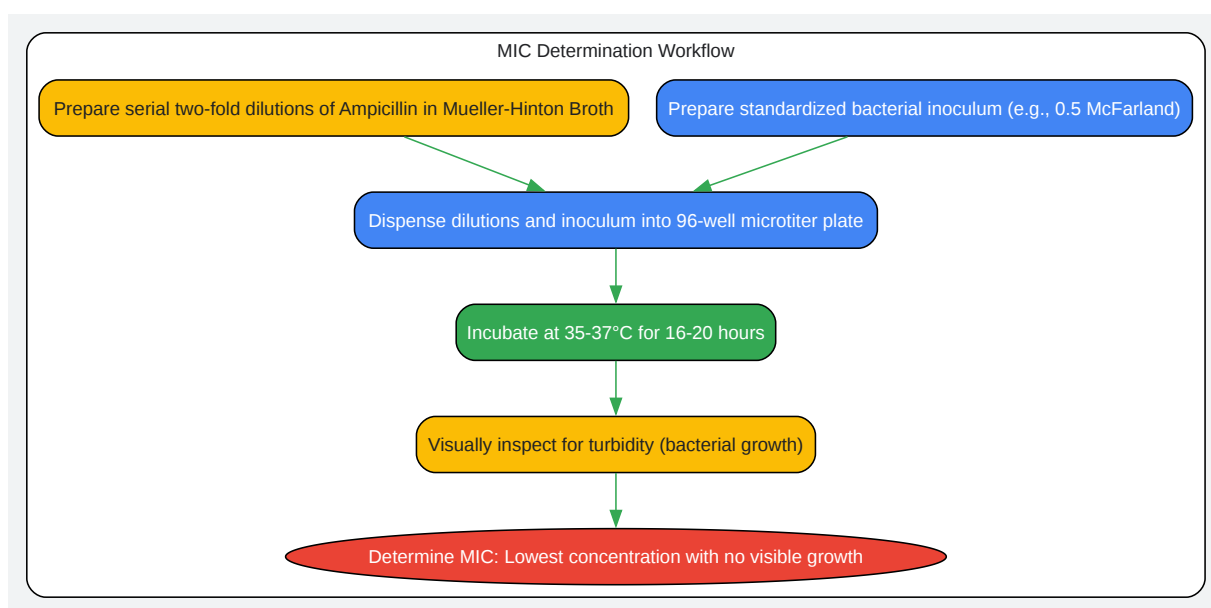 MIC Determination Workflow
Prepare serial two-fold dilutions of Ampicillin in Mueller-Hinton Broth
Prepare standardized bacterial inoculum (e.g., 0.5 McFarland)
Dispense dilutions and inoculum into 96-well microtiter plate
Incubate at 35-37°C for 16-20 hours
Visually inspect for turbidity (bacterial growth)
Determine MIC: Lowest concentration with no visible growth